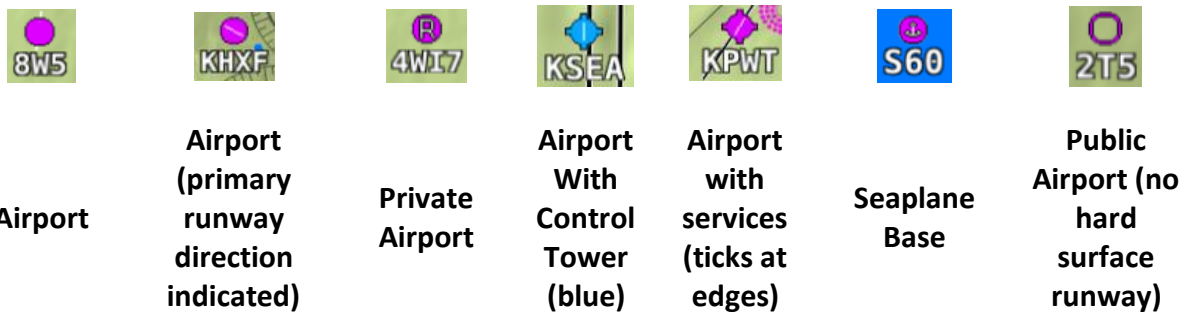 8W5
KHXF
R
4WI7
KSEA
KPWT
S60
2T5
Airport
Airport
(primary
runway
direction
indicated)
Private
Airport
Airport
With
Control
Tower
(blue)
Airport
with
services
(ticks at
edges)
Seaplane
Base
Public
Airport (no
hard
surface
runway)